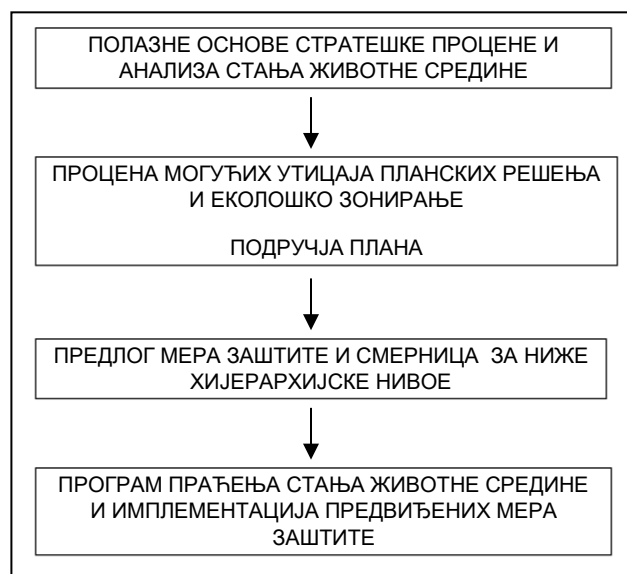 ПОЛАЗНЕ ОСНОВЕ СТРАТЕШКЕ ПРОЦЕНЕ И
АНАЛИЗА СТАЊА ЖИВОТНЕ СРЕДИНЕ
ПРОЦЕНА МОГУЋИХ УТИЦАЈА ПЛАНСКИХ РЕШЕЊА
И ЕКОЛОШКО ЗОНИРАЊЕ
ПОДРУЧЈА ПЛАНА
ПРЕДЛОГ МЕРА ЗАШТИТЕ И СМЕРНИЦА ЗА НИЖЕ
ХИЈЕРАРХИЈСКЕ НИВОЕ
ПРОГРАМ ПРАЋЕЊА СТАЊА ЖИВОТНЕ СРЕДИНЕ
И ИМПЛЕМЕНТАЦИЈА ПРЕДВИЂЕНИХ МЕРА
ЗАШТИТЕ